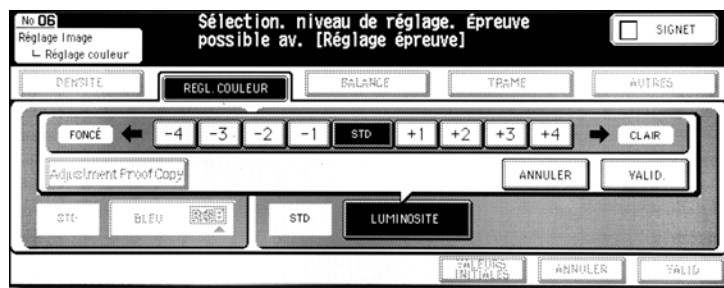 No 06
Réglage Image
Réglage couleur
Sélection. niveau de réglage. Épreuve
possible av. [Réglage épreuve]
SIGNET
DENSITE
REGL. COULEUR
BALANCE
TRAME
AUTRES
FONCÉ
-4 -3 -2 -1 STD +1 +2 +3 +4
CLAIR
Adjustment Proof Copy
ANNULER
VALID.
STD
BLEU
STD
LUMINOSITE
VALEURS
INITIALES
ANNULER
VALID